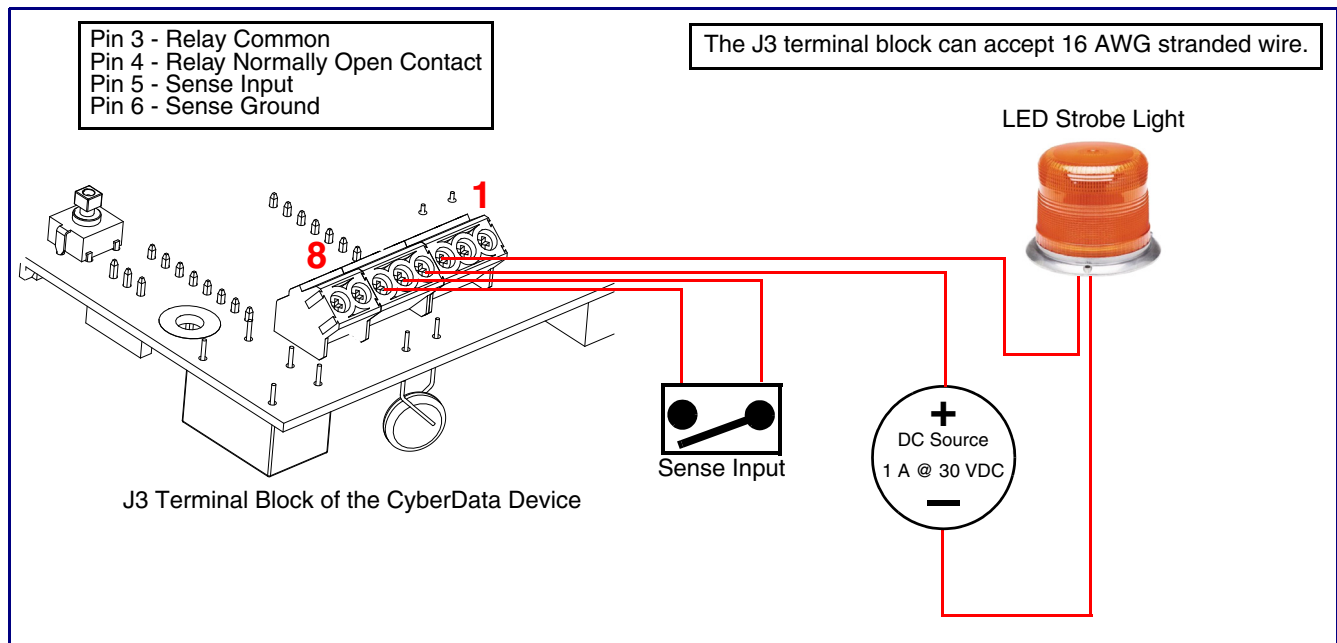 Pin 3 - Relay Common
Pin 4 - Relay Normally Open Contact
Pin 5 - Sense Input
Pin 6 - Sense Ground
The J3 terminal block can accept 16 AWG stranded wire.
LED Strobe Light
1
8
+
DC Source
1 A @ 30 VDC
—
Sense Input
J3 Terminal Block of the CyberData Device